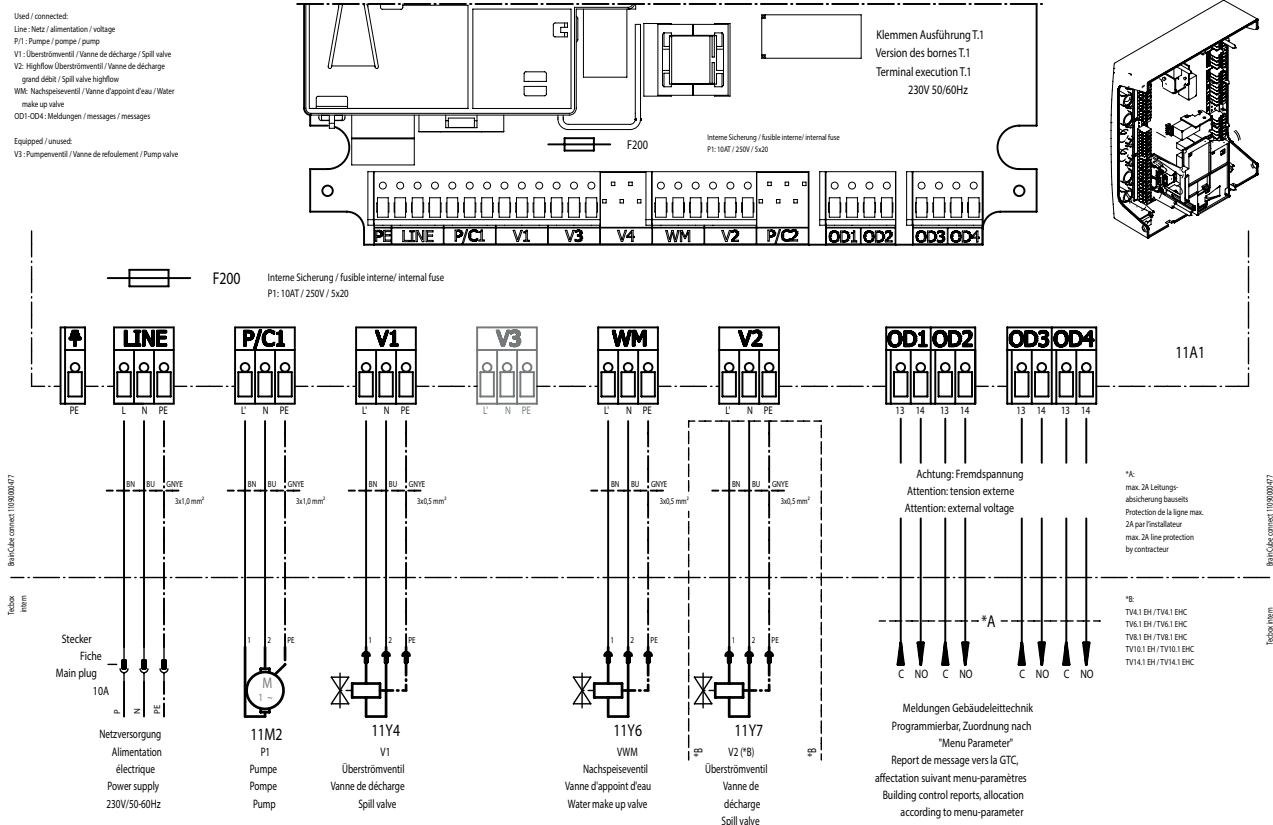 Used / connected:
Line : Netz / alimentation / voltage
P/1 : Pumpe / pompe / pump
V1 : Überströmventil / Vanne de décharge / Spill valve
V2: Highflow Überströmventil / Vanne de décharge
grand débit / Spill valve highflow
WM: Nachspeiseventil / Vanne d'appoint d'eau / Water
make up valve
OD1-OD4 : Meldungen / messages / messages
Equipped / unused:
V3 : Pumpenventil / Vanne de refoulement / Pump valve
Klemmen Ausführung T.1
Version des bornes T.1
Terminal execution T.1
230V 50/60Hz
F200
Interne Sicherung / fusible interne/ internal fuse
P1: 10AT / 250V / 5x20
PE LINE P/C1 V1 V3 V4 WM V2 P/C2 OD1 OD2 OD3 OD4
F200
Interne Sicherung / fusible interne/ internal fuse
P1: 10AT / 250V / 5x20
11A1
LINE P/C1 V1 V3 WM V2 OD1 OD2 OD3 OD4
PE L N PE L' N PE L' N PE L' N PE L' N PE L' N PE 13 14 13 14 13 14 13 14
BN BU GNYE
3x1,0 mm²
BN BU GNYE
3x1,0 mm²
BN BU GNYE
3x0,5 mm²
BN BU GNYE
3x0,5 mm²
BN BU GNYE
3x0,5 mm²
Achtung: Fremdspannung
Attention: tension externe
Attention: external voltage
*A:
max. 2A Leitungs-
absicherung bauseits
Protection de la ligne max.
2A par l'installateur
max. 2A line protection
by contracteur
BrainCube connect 11090000477
BrainCube connect 11090000477
Tecbox
intern
Tecbox intern
*B:
TV4.1 EH / TV4.1 EHC
TV6.1 EH / TV6.1 EHC
TV8.1 EH / TV8.1 EHC
TV10.1 EH / TV10.1 EHC
TV14.1 EH / TV14.1 EHC
*A
C NO C NO C NO C NO
Stecker
Fiche
Main plug
10A
P N PE
Netzversorgung
Alimentation
électrique
Power supply
230V/50-60Hz
1 2 PE
M
1 ~
11M2
P1
Pumpe
Pompe
Pump
1 2 PE
11Y4
V1
Überströmventil
Vanne de décharge
Spill valve
1 2 PE
11Y6
VWM
Nachspeiseventil
Vanne d'appoint d'eau
Water make up valve
1 2 PE
*B
*B
11Y7
V2 (*B)
Überströmventil
Vanne de
décharge
Spill valve
Meldungen Gebäudeleittechnik
Programmierbar, Zuordnung nach
"Menu Parameter"
Report de message vers la GTC,
affectation suivant menu-paramètres
Building control reports, allocation
according to menu-parameter